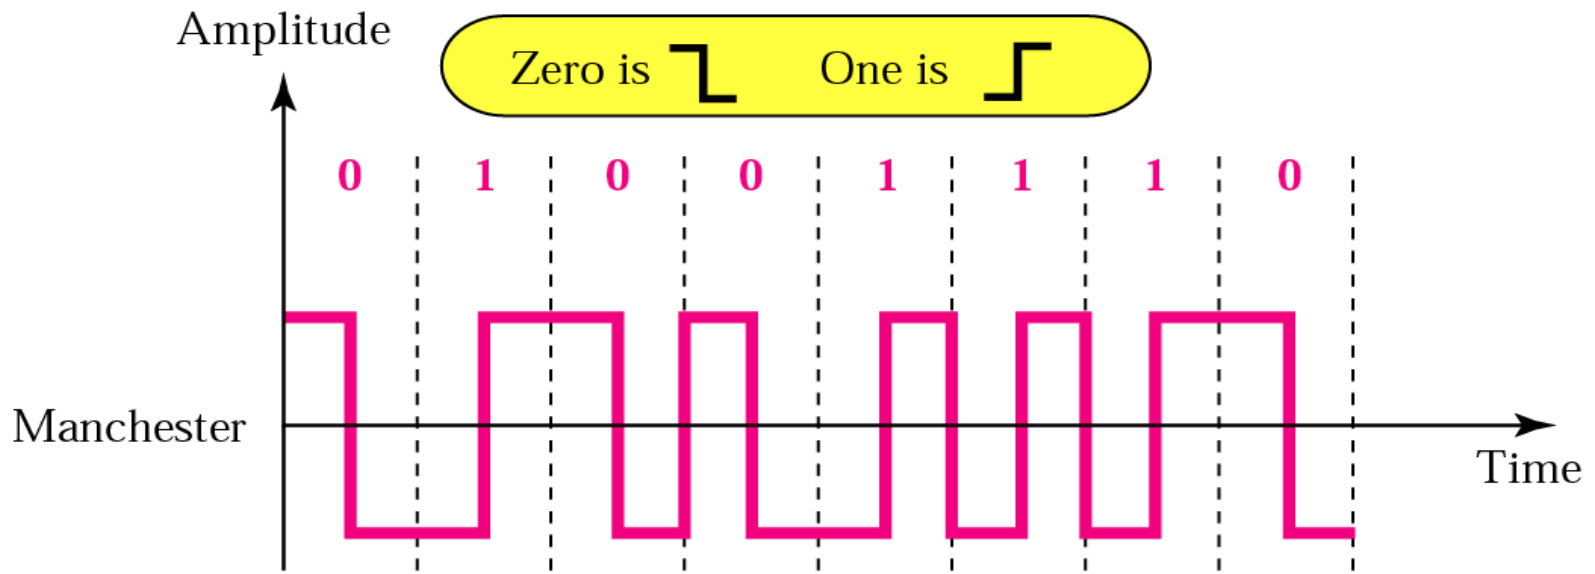 Amplitude
Zero is One is
0 1 0 0 1 1 1 0
Manchester
Time